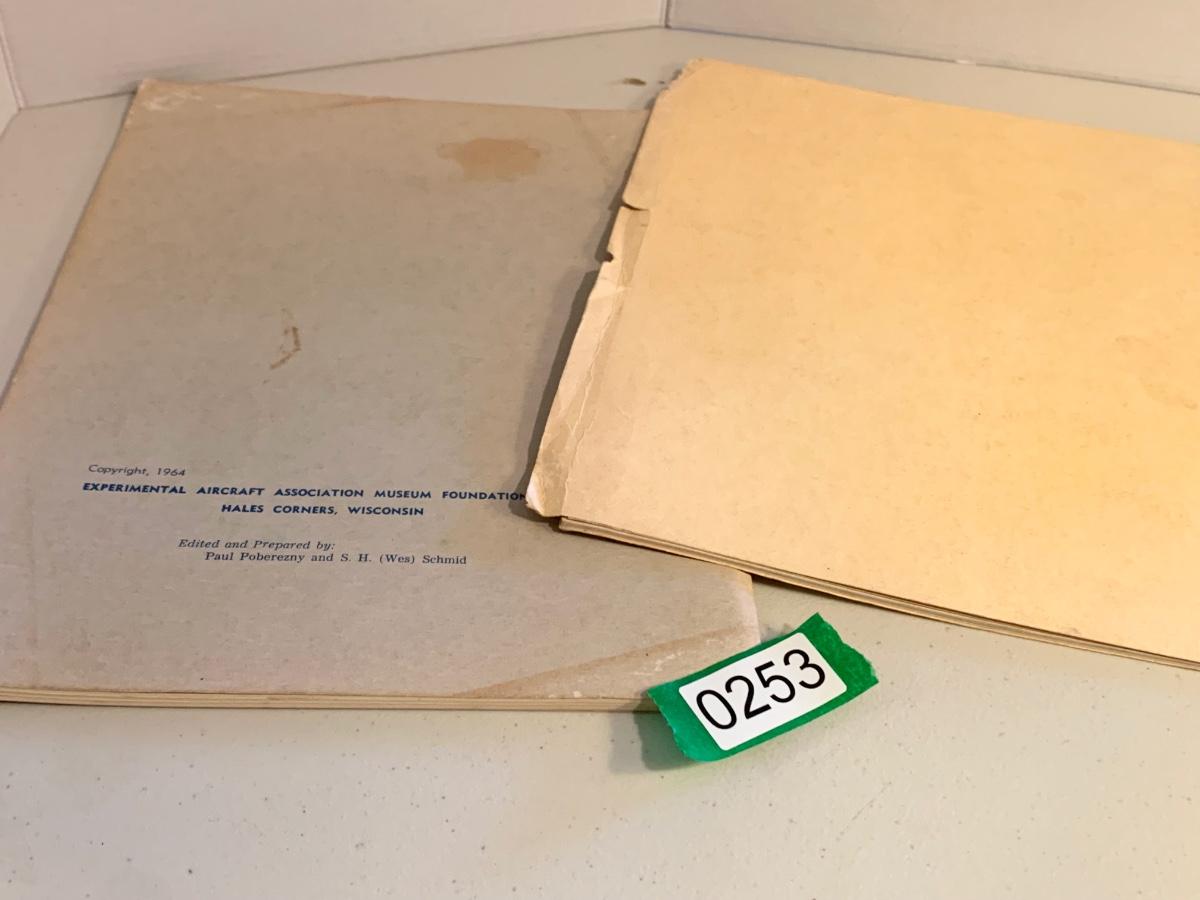 Copyright, 1964
EXPERIMENTAL AIRCRAFT ASSOCIATION MUSEUM FOUNDATION
HALES CORNERS, WISCONSIN
Edited and Prepared by:
Paul Poberezny and S. H. (Wes) Schmid
0253